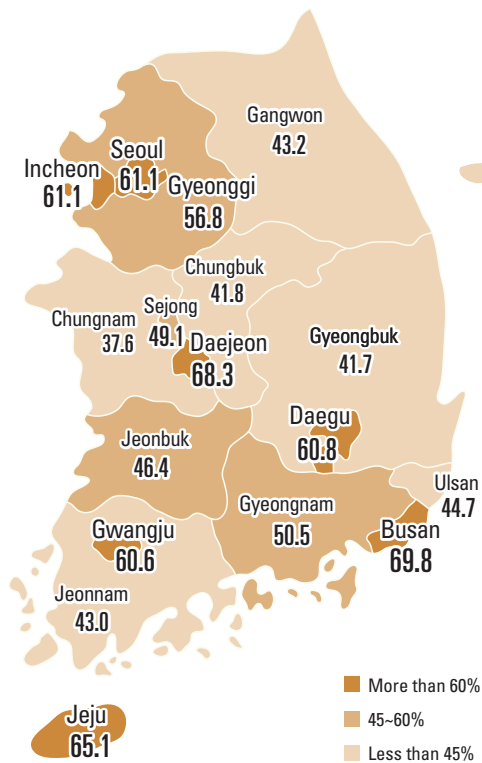 Gangwon
43.2
Seoul
61.1
Incheon
61.1
Gyeonggi
56.8
Chungbuk
41.8
Sejong
49.1
Chungnam
37.6
Daejeon
68.3
Gyeongbuk
41.7
Daegu
60.8
Jeonbuk
46.4
Ulsan
44.7
Gyeongnam
50.5
Busan
69.8
Gwangju
60.6
Jeonnam
43.0
Jeju
65.1
More than 60%
45~60%
Less than 45%